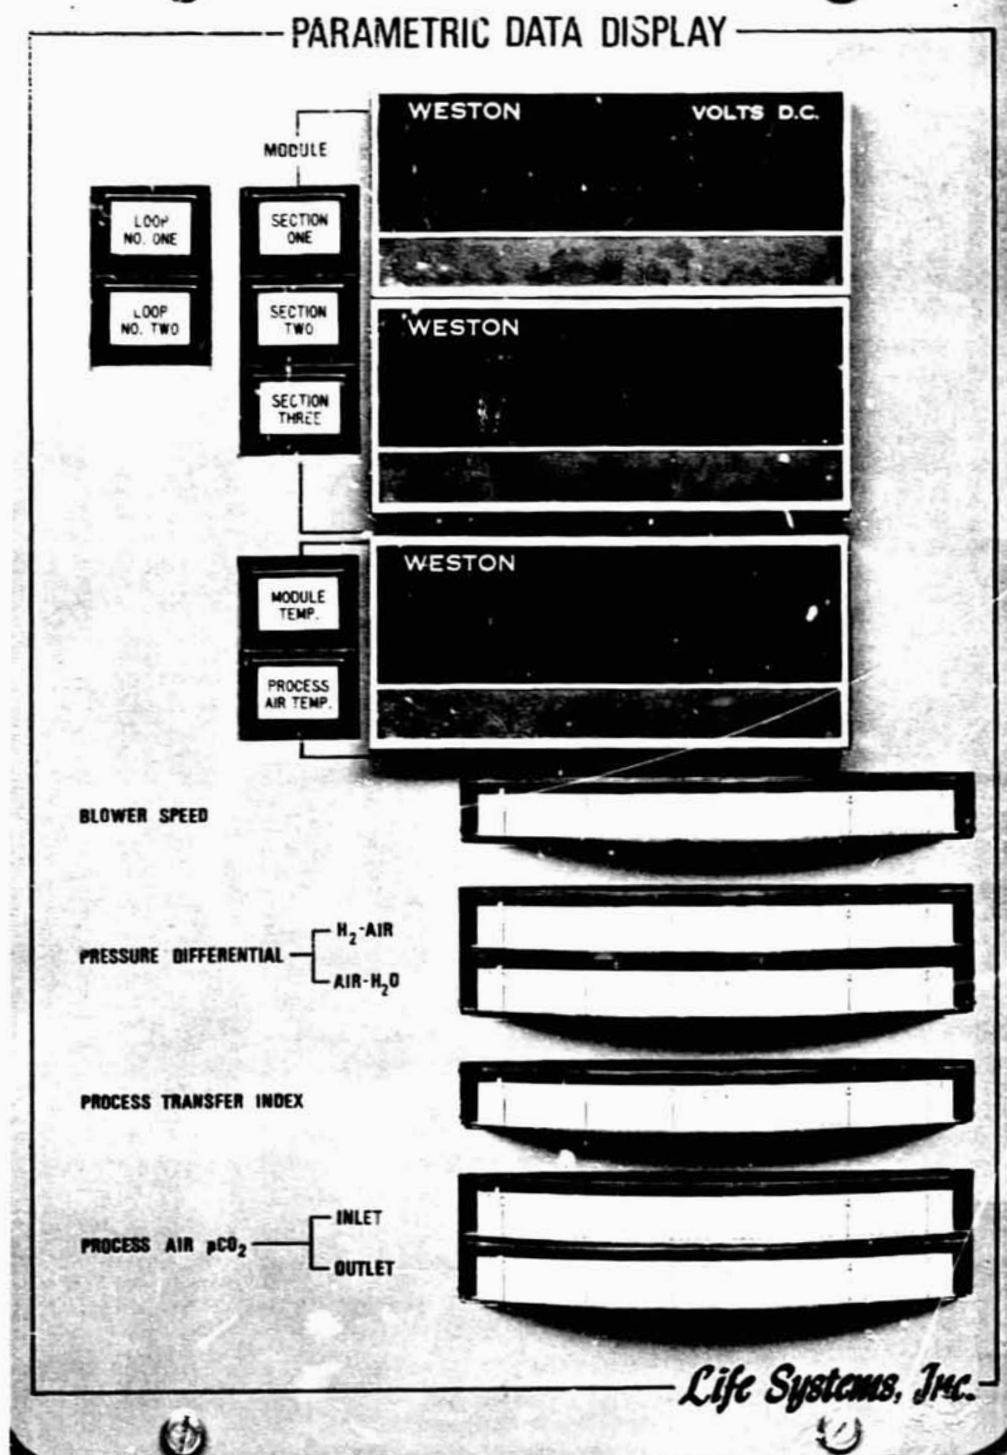 PARAMETRIC DATA DISPLAY
WESTON VOLTS D.C.
MODULE
LOOP
NO. ONE
SECTION
ONE
LOOP
NO. TWO
SECTION
TWO
WESTON
SECTION
THREE
WESTON
MODULE
TEMP.
PROCESS
AIR TEMP.
BLOWER SPEED
PRESSURE DIFFERENTIAL
H₂-AIR
AIR-H₂O
PROCESS TRANSFER INDEX
PROCESS AIR pCO₂
INLET
OUTLET
Life Systems, Inc.